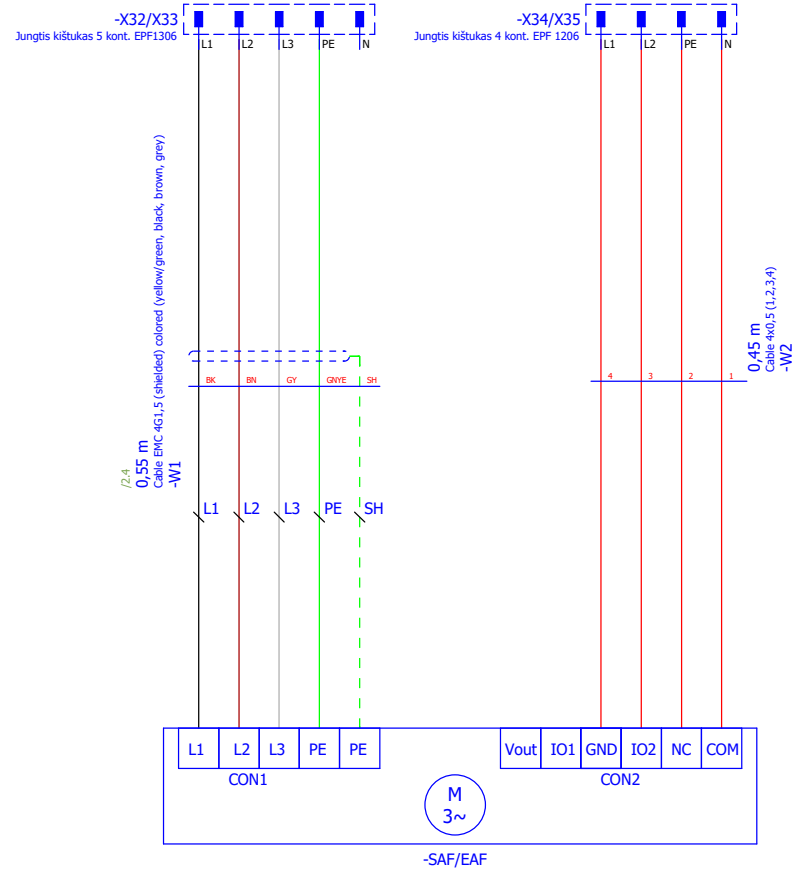 -X32/X33
Jungtis kištukas 5 kont. EPF1306
L1 L2 L3 PE N
-X34/X35
Jungtis kištukas 4 kont. EPF 1206
L1 L2 PE N
/2.4
0,55 m
Cable EMC 4G1,5 (shielded) colored (yellow/green, black, brown, grey)
-W1
BK BN GY GNYE SH
0,45 m
Cable 4x0,5 (1,2,3,4)
-W2
4 3 2 1
L1 L2 L3 PE SH
L1 L2 L3 PE PE
CON1
Vout IO1 GND IO2 NC COM
CON2
M
3~
-SAF/EAF